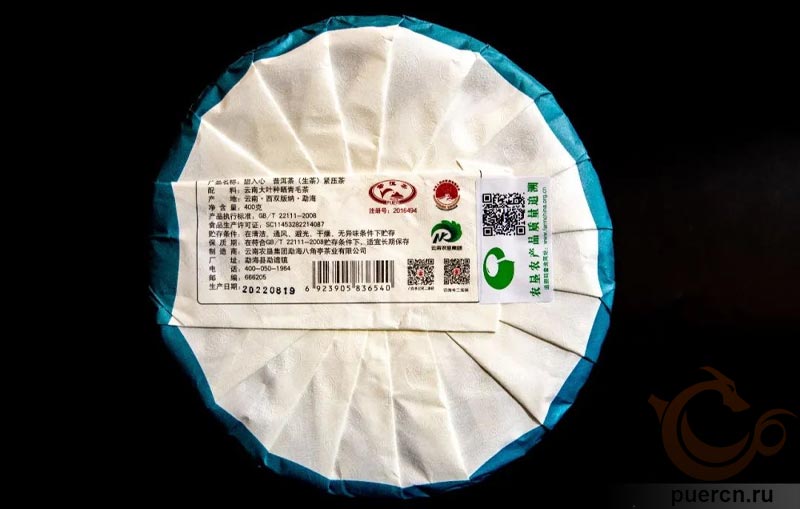 产品名称：甜入心 普洱茶（生茶）紧压茶
配 料：云南大叶种晒青毛茶
产 地：云南·西双版纳·勐海
净 含 量：400克
产品执行标准：GB/T 22111-2008
食品生产许可证：SC11453282214087
贮存条件：在清洁、通风、避光、干燥、无异味条件下贮存
保 质 期：在符合GB/T 22111-2008贮存条件下、适宜长期保存
制 造 商：云南农垦集团勐海八角亭茶业有限公司
厂 址：勐海县勐遮镇
电 话：400-050-1984
邮 编：666205
生产日期：20220819
注册号：2016494
云南农垦集团
6 923905 836540
农垦农产品质量追溯
puercn.ru